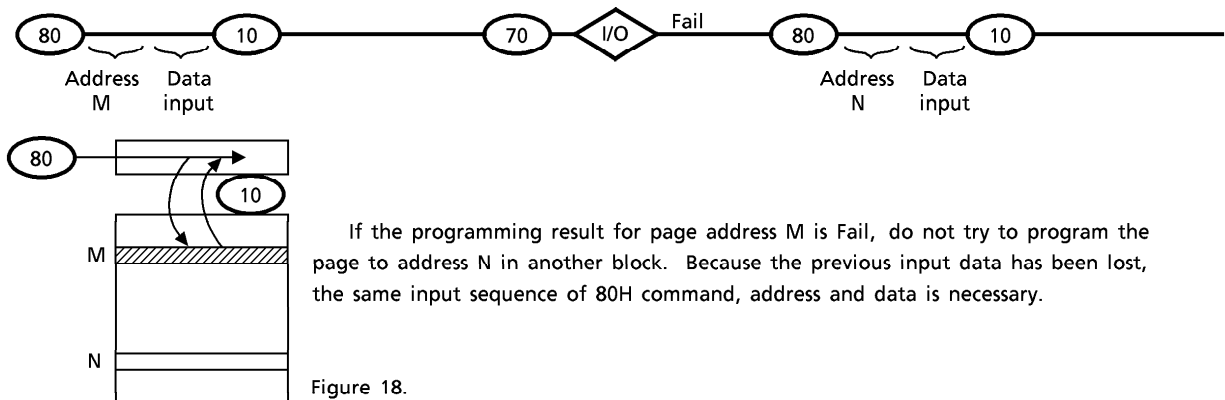 80 10 70 I/O Fail 80 10
Address Data Address Data
M input N input
80
10
M
If the programming result for page address M is Fail, do not try to program the
page to address N in another block. Because the previous input data has been lost,
the same input sequence of 80H command, address and data is necessary.
N
Figure 18.